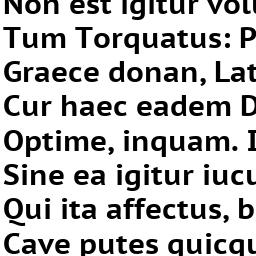 Non est igitur volu
Tum Torquatus: P
Graece donan, Lat
Cur haec eadem D
Optime, inquam. I
Sine ea igitur iucu
Qui ita affectus, b
Cave putes quicqu